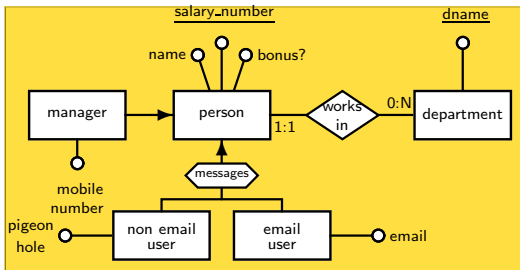 salary_number
dname
name
bonus?
manager
person
works
in
0:N
department
1:1
messages
mobile
number
pigeon
hole
non email
user
email
user
email